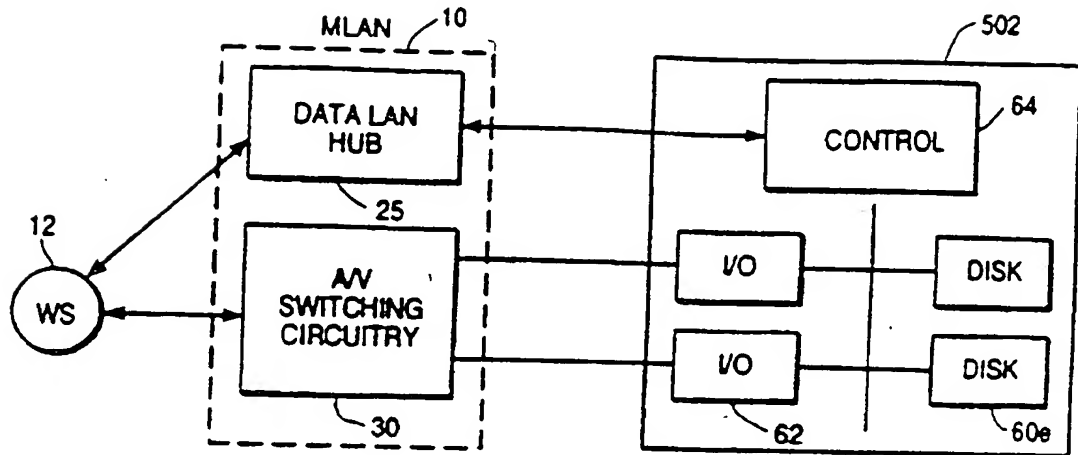 MLAN
10
502
DATA LAN
HUB
CONTROL
64
25
12
WS
A/V
SWITCHING
CIRCUITRY
I/O
DISK
I/O
DISK
30
62
60e